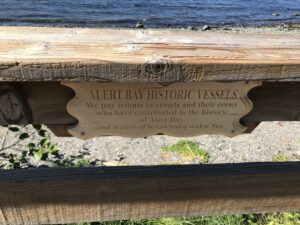 ALERT BAY HISTORIC VESSELS
We pay tribute to vessels and their crews
who have contributed to the history
of Alert Bay
and waters of Kwakwaka'wakw Sea